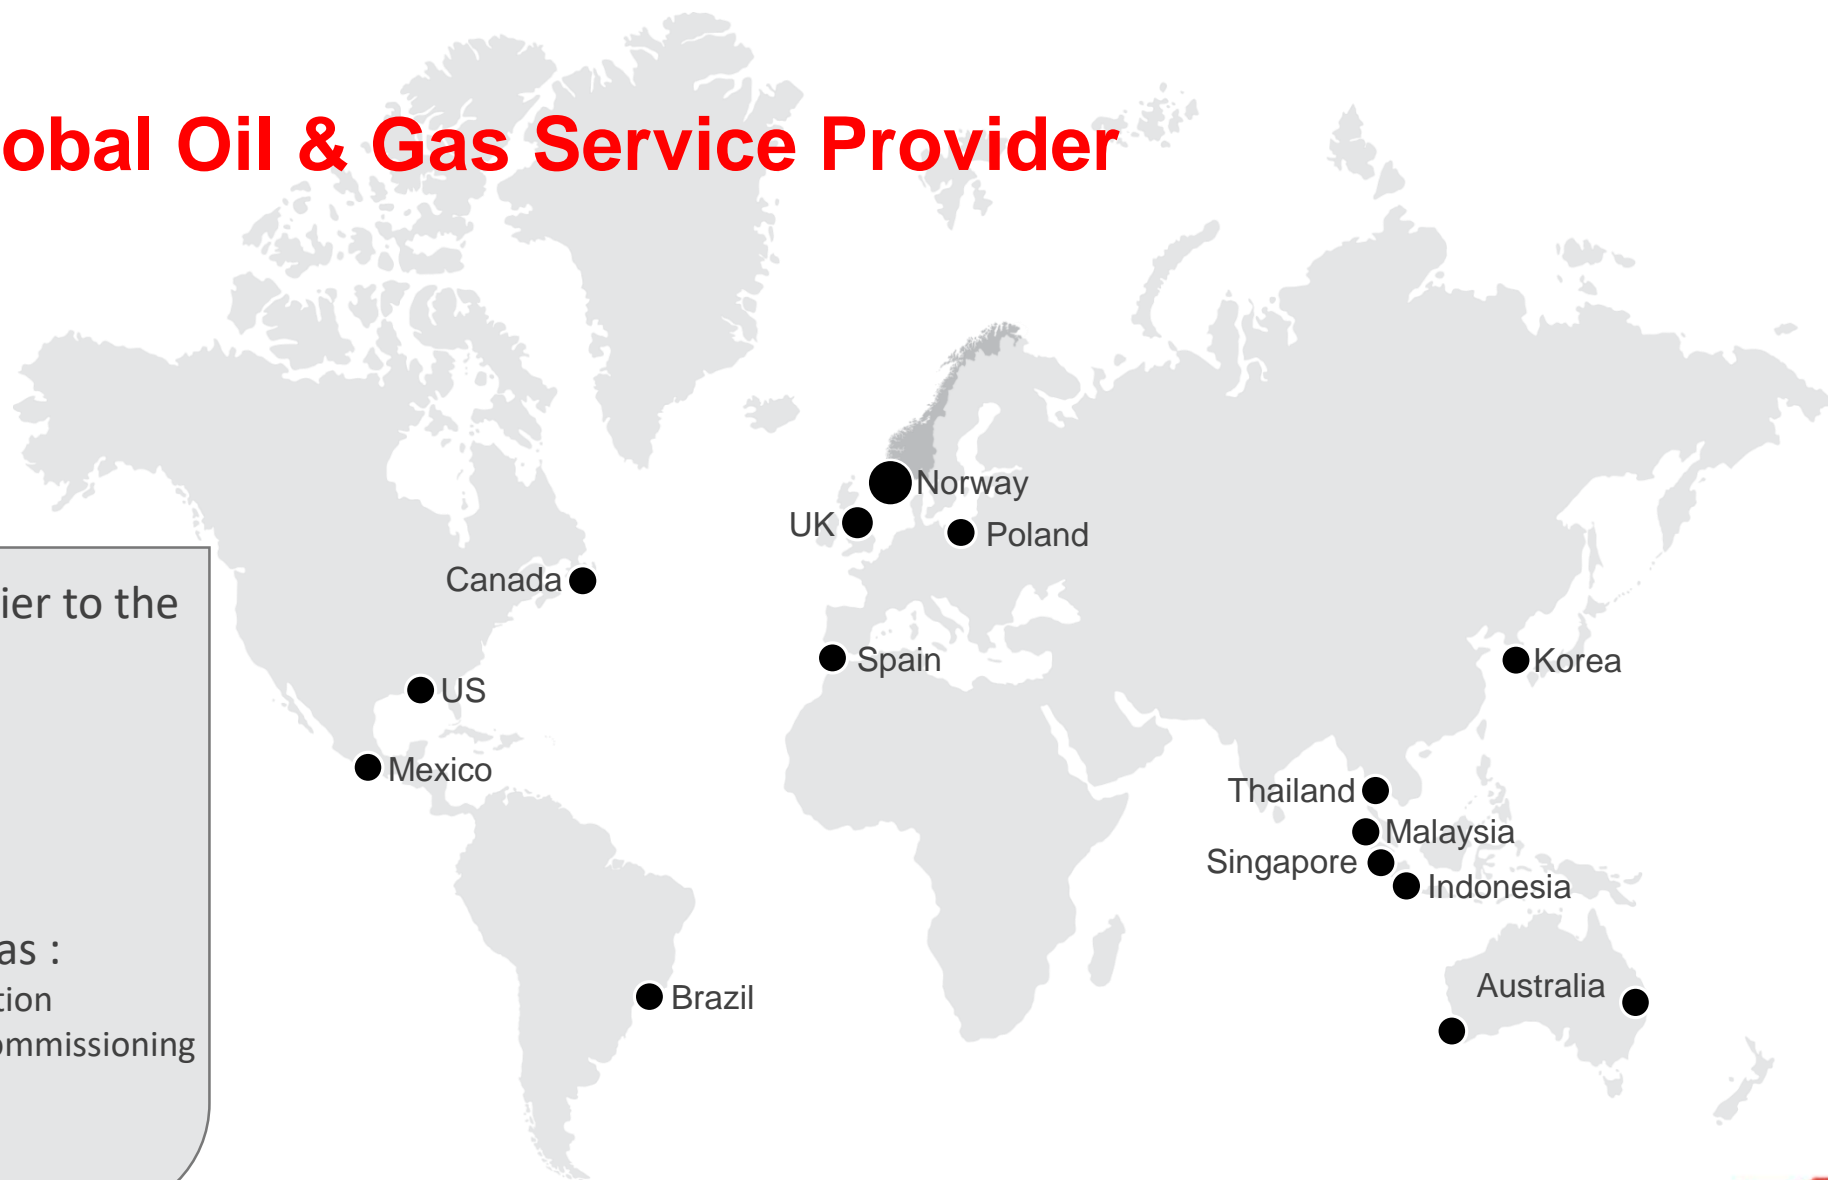 obal Oil & Gas Service Provider
Norway
UK
Poland
Canada
ier to the
Spain
Korea
US
Mexico
Thailand
Malaysia
Singapore
Indonesia
as :
Australia
tion
Brazil
ommissioning